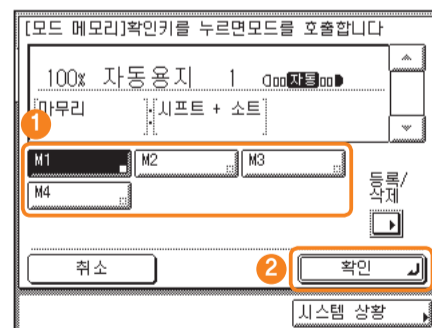 [모드 메모리]확인키를 누르면모드를 호출합니다
100% 자동용지 1 자동
마무리 : 시프트 + 소트
1
M1 M2 M3
M4
등록/
삭제
2
취소 확인
시스템 상황